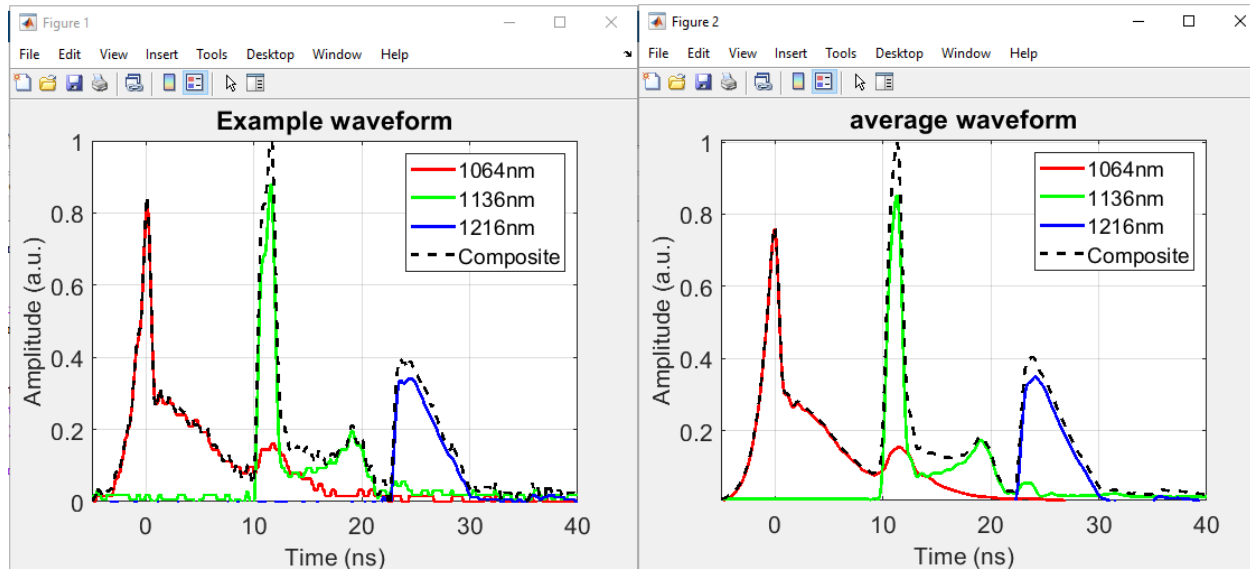 Figure 1
File Edit View Insert Tools Desktop Window Help
Example waveform
1
0.8
0.6
0.4
0.2
0
Amplitude (a.u.)
1064nm
1136nm
1216nm
Composite
0 10 20 30 40
Time (ns)
Figure 2
File Edit View Insert Tools Desktop Window Help
average waveform
1
0.8
0.6
0.4
0.2
Amplitude (a.u.)
1064nm
1136nm
1216nm
Composite
0 10 20 30 40
Time (ns)